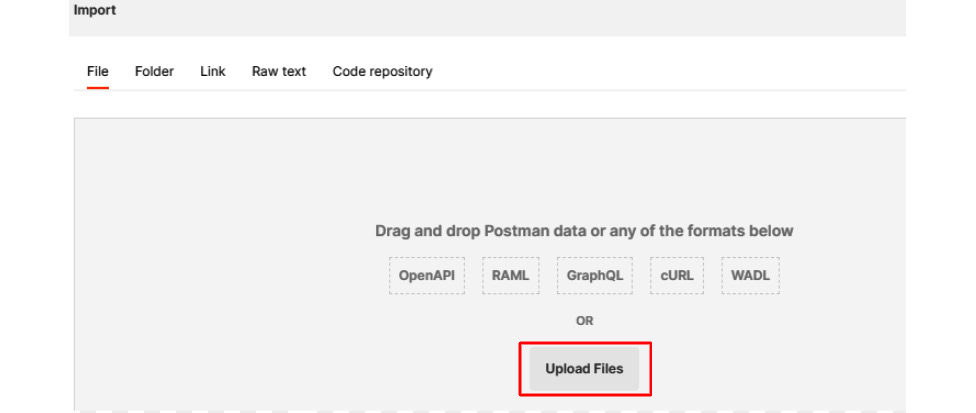 Import
File Folder Link Raw text Code repository
Drag and drop Postman data or any of the formats below
OpenAPI RAML GraphQL cURL WADL
OR
Upload Files